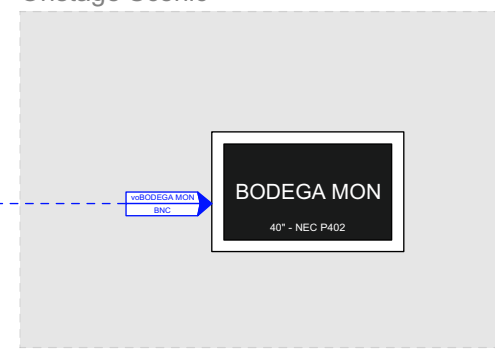 Onstage Scenic
voBODEGA MON
BNC
BODEGA MON
40" - NEC P402